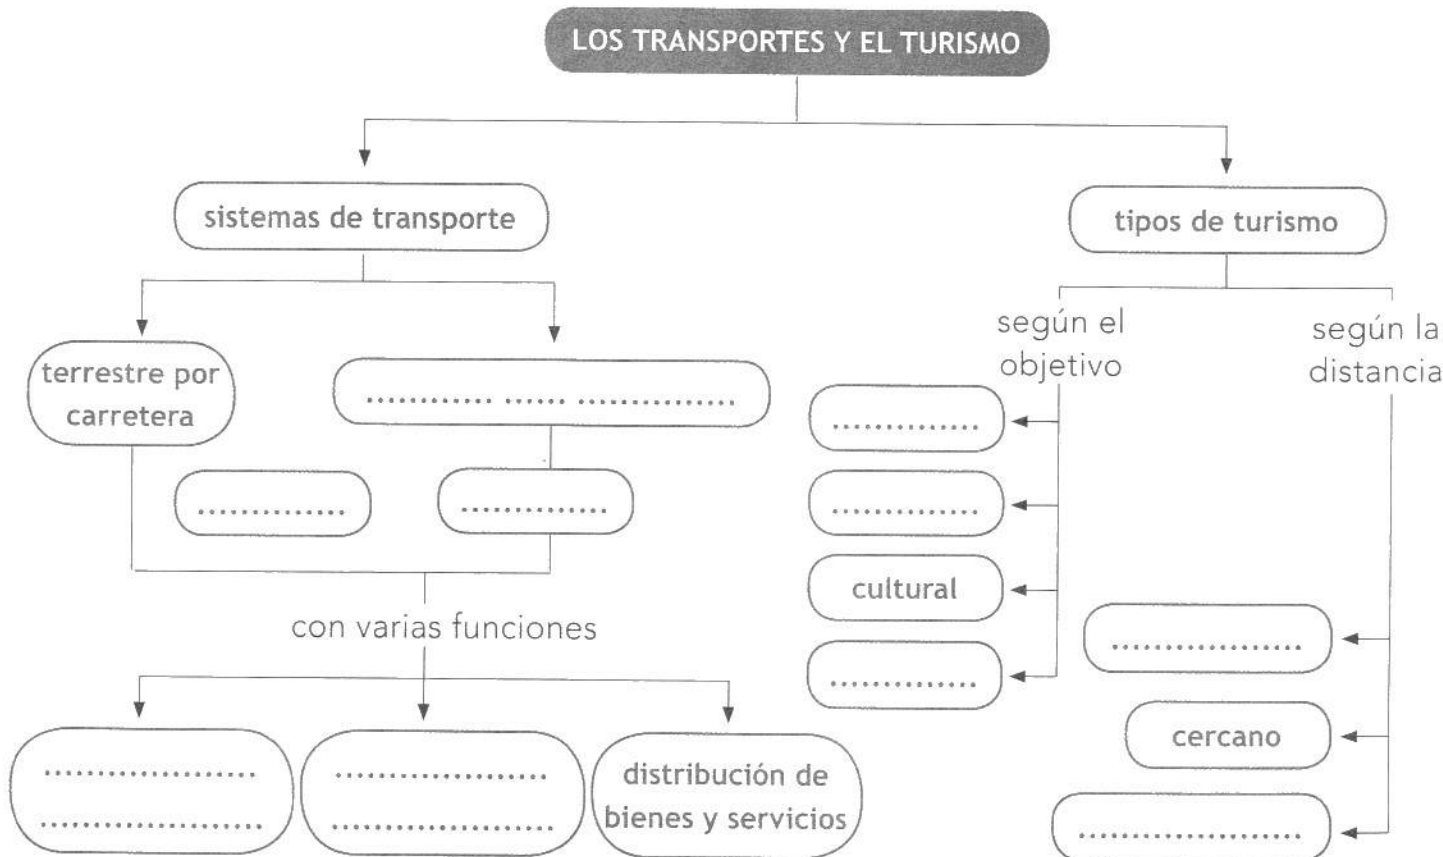 LOS TRANSPORTES Y EL TURISMO
sistemas de transporte
tipos de turismo
terrestre por
carretera
............ ...... ................
..............
..............
con varias funciones
....................
.....................
....................
.....................
distribución de
bienes y servicios
según el
objetivo
..............
..............
cultural
..............
según la
distancia
..................
cercano
.....................